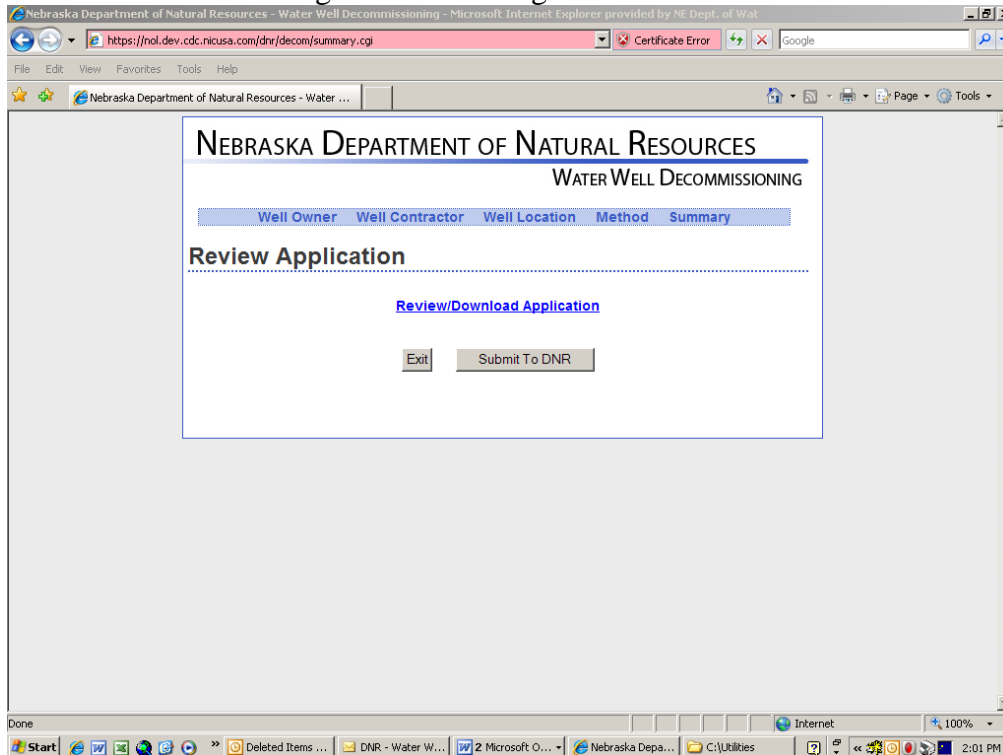 Nebraska Department of Natural Resources - Water Well Decommissioning - Microsoft Internet Explorer provided by NE Dept. of Wat
https://nol.dev.cdc.nicusa.com/dnr/decom/summary.cgi Certificate Error Google
File Edit View Favorites Tools Help
Nebraska Department of Natural Resources - Water ... Page Tools
NEBRASKA DEPARTMENT OF NATURAL RESOURCES
WATER WELL DECOMMISSIONING
Well Owner Well Contractor Well Location Method Summary
Review Application
Review/Download Application
Exit Submit To DNR
Done Internet 100%
Start » Deleted Items ... DNR - Water W... 2 Microsoft O... Nebraska Depa... C:\Utilities « 2:01 PM